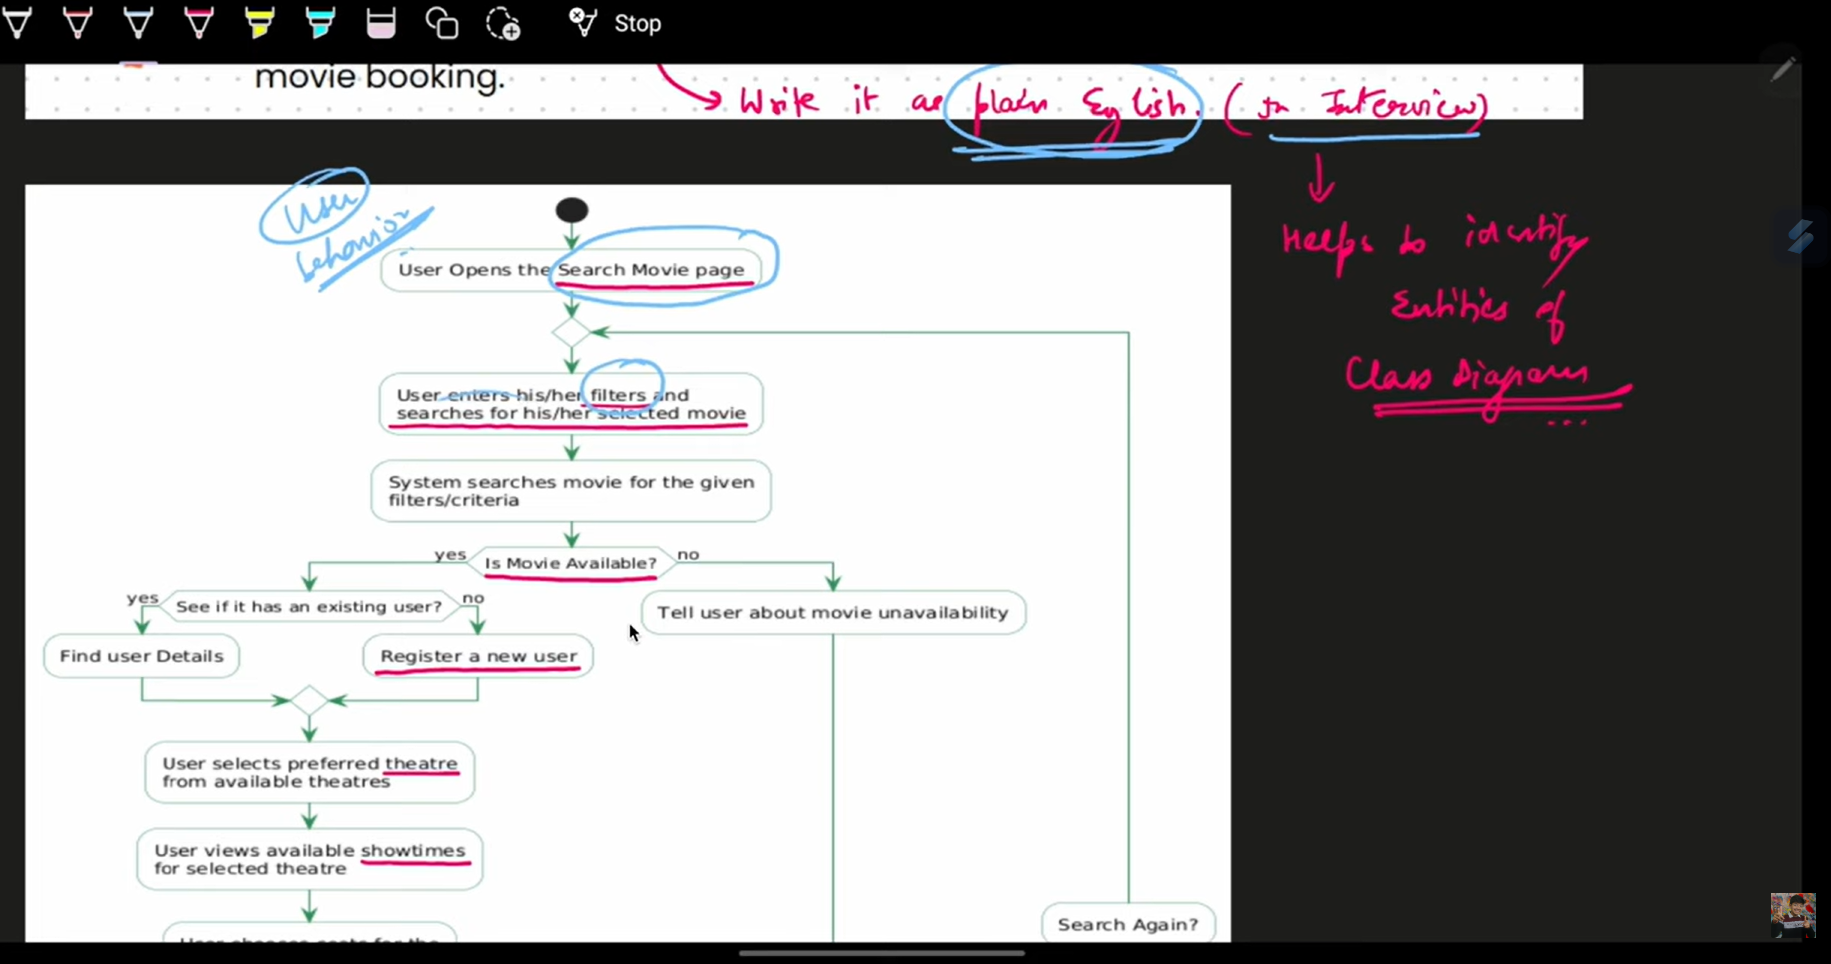 Stop
movie booking.
Write it as plain English. (In Interview)
Helps to identify
Entities of
Class Diagram
...
User
behavior
User Opens the Search Movie page
User enters his/her filters and
searches for his/her selected movie
System searches movie for the given
filters/criteria
yes
Is Movie Available?
no
yes
See if it has an existing user?
no
Tell user about movie unavailability
Find user Details
Register a new user
User selects preferred theatre
from available theatres
User views available showtimes
for selected theatre
Search Again?